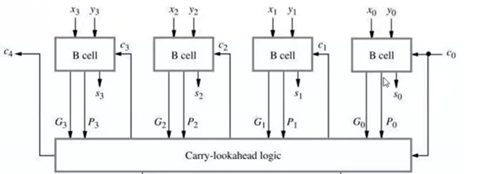 x₃ y₃ x₂ y₂ x₁ y₁ x₀ y₀
c₄ B cell c₃ B cell c₂ B cell c₁ B cell c₀
s₃ s₂ s₁ s₀
G₃ P₃ G₂ P₂ G₁ P₁ G₀ P₀
Carry-lookahead logic